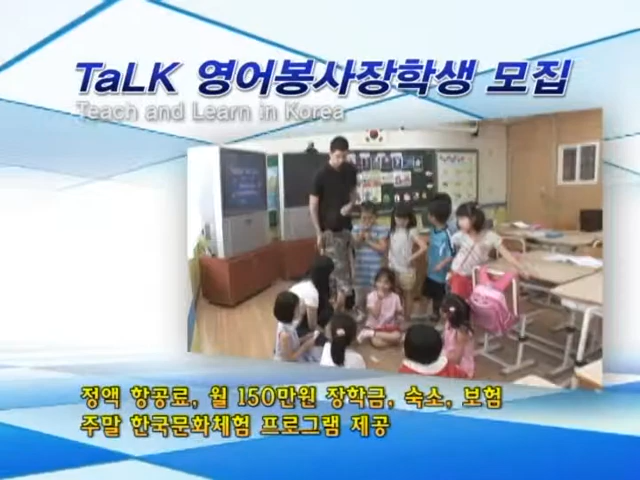 TaLK 영어봉사장학생 모집
Teach and Learn in Korea
정액 항공료, 월 150만원 장학금, 숙소, 보험
주말 한국문화체험 프로그램 제공